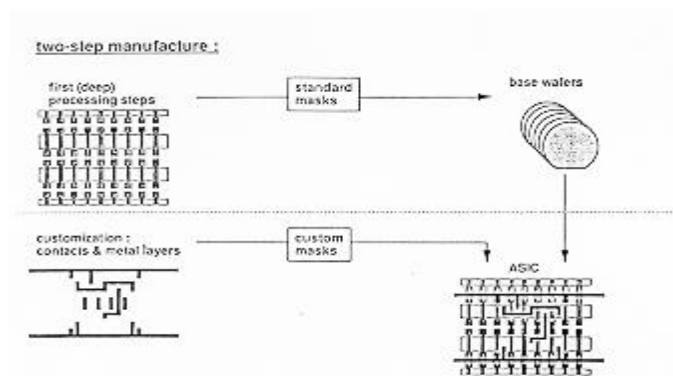 two-step manufacture :
first (deep)
processing steps
standard
masks
base wafers
customization :
contacts & metal layers
custom
masks
ASIC